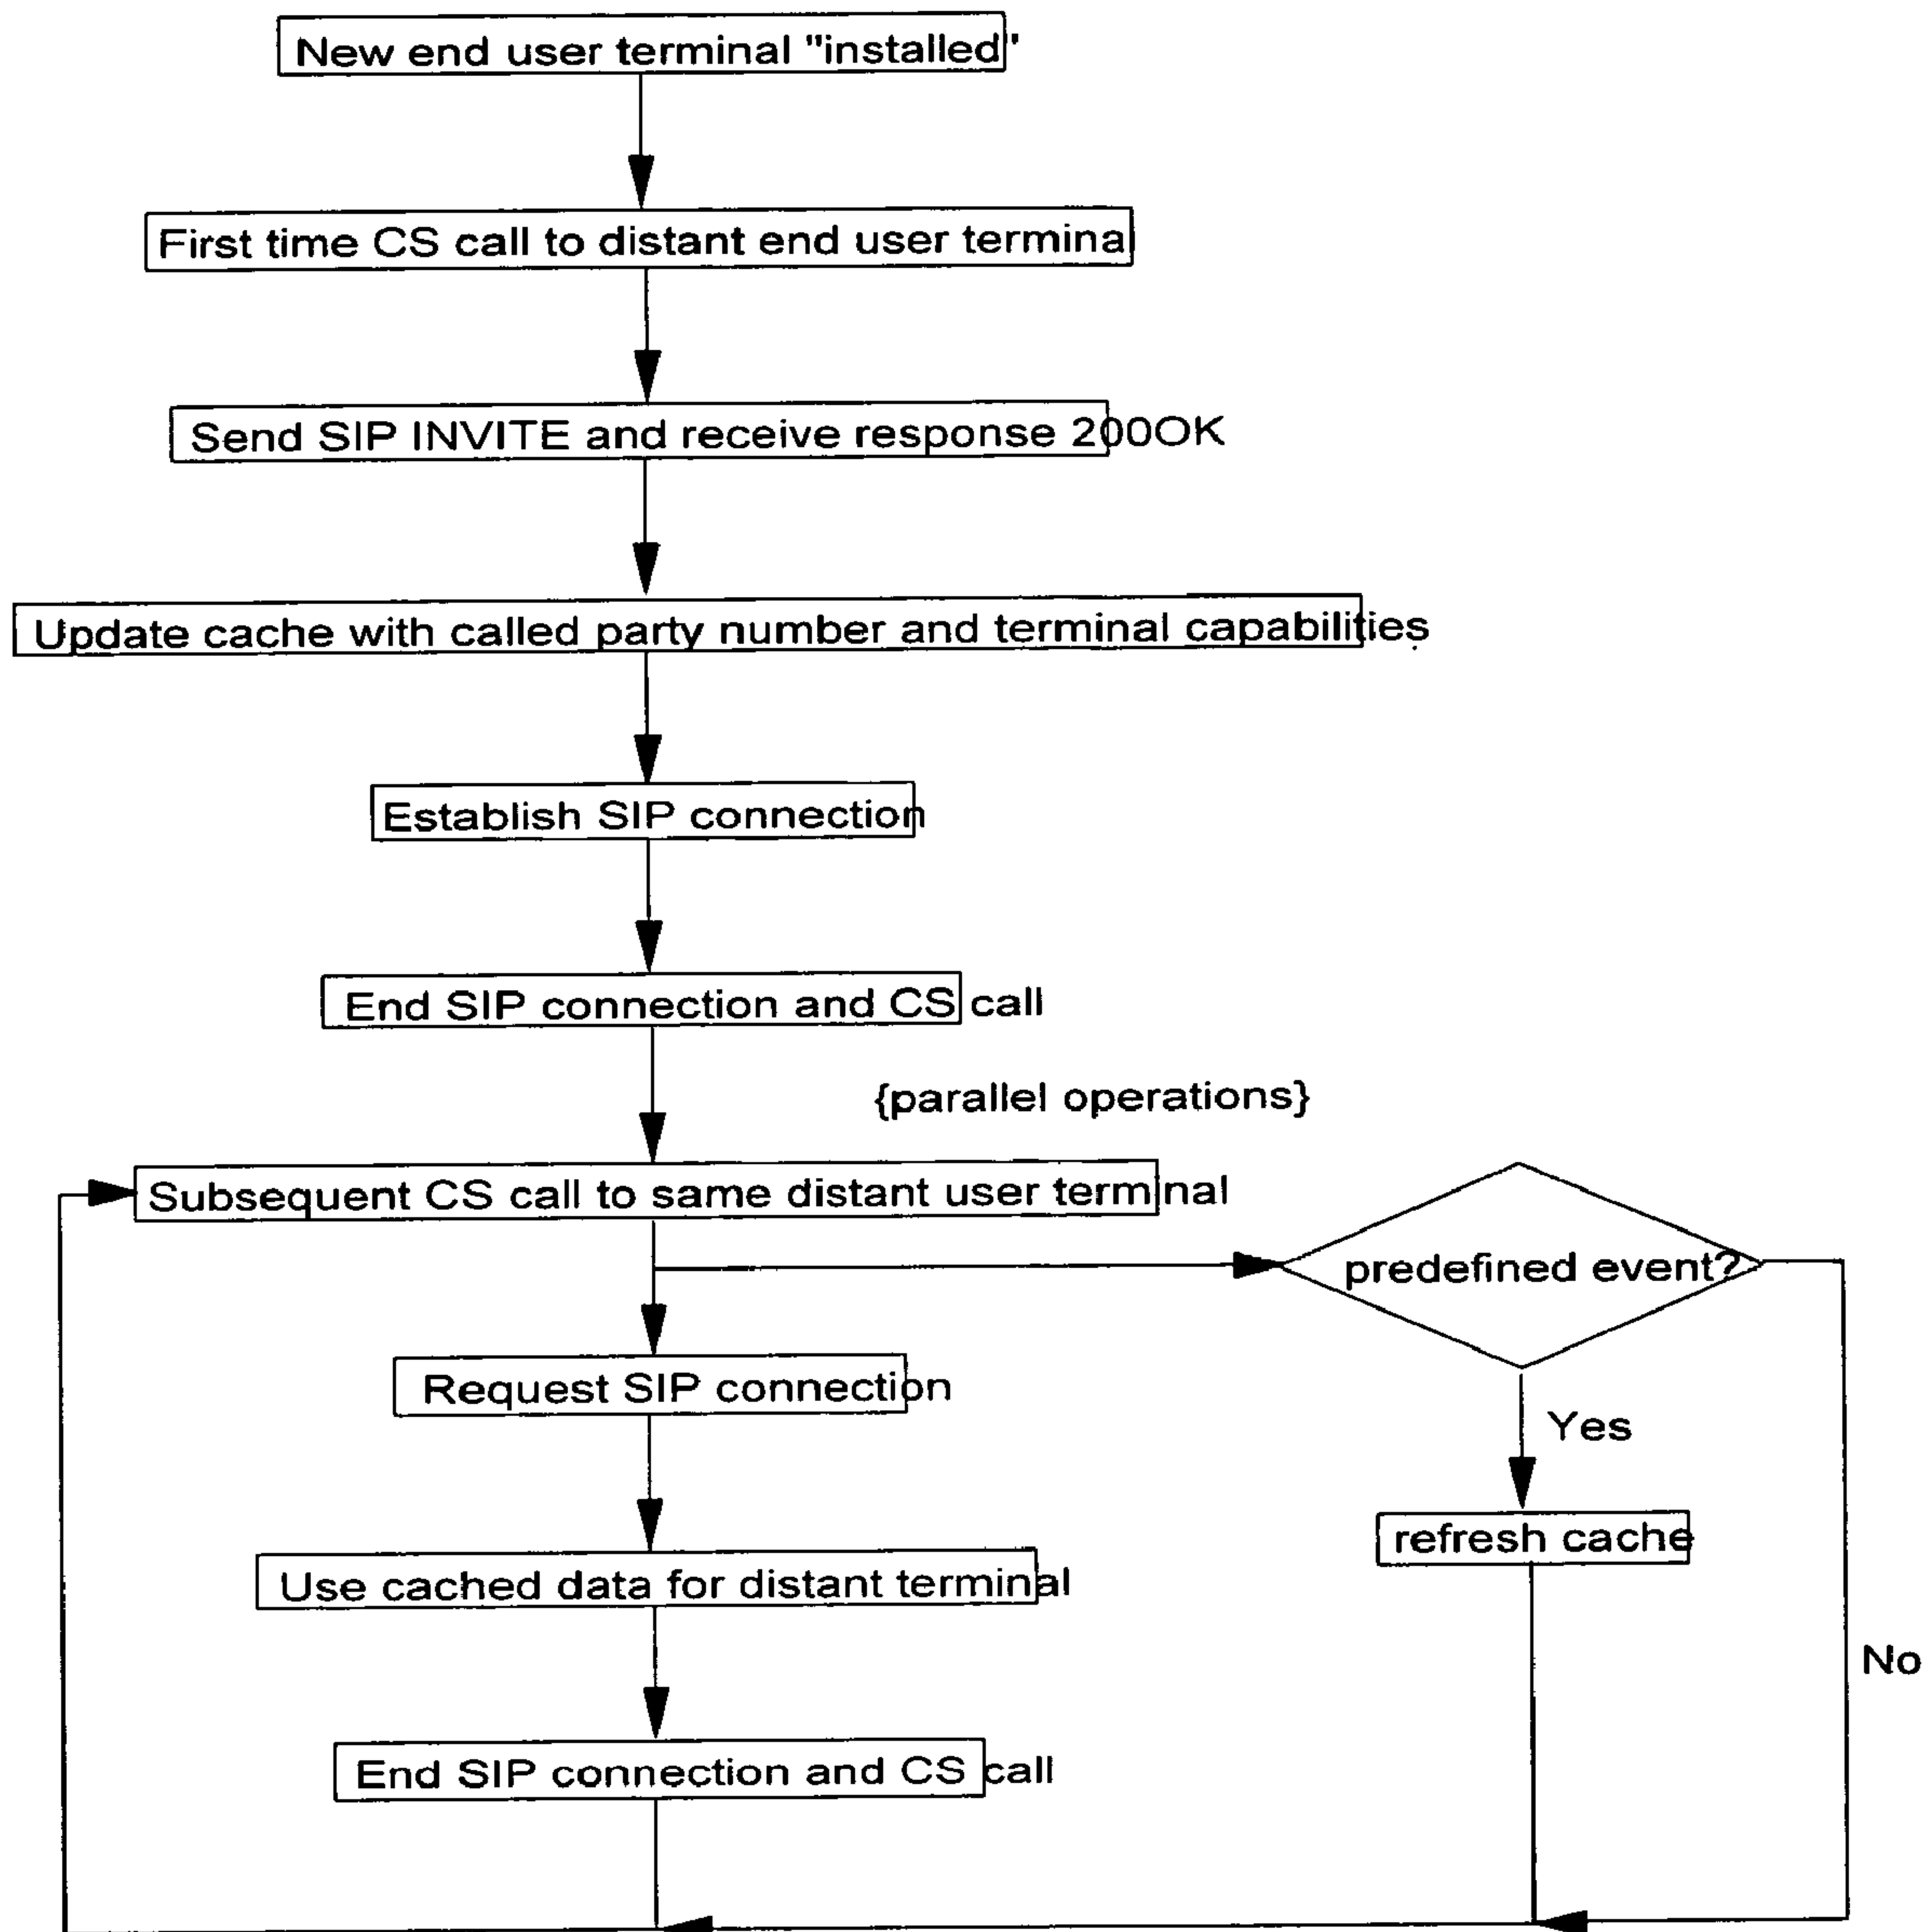 New end user terminal "installed"
First time CS call to distant end user termina
Send SIP INVITE and receive response 200OK
Update cache with called party number and terminal capabilities
Establish SIP connection
End SIP connection and CS call
{parallel operations}
Subsequent CS call to same distant user terminal
predefined event?
Request SIP connection
Yes
refresh cache
Use cached data for distant terminal
No
End SIP connection and CS call